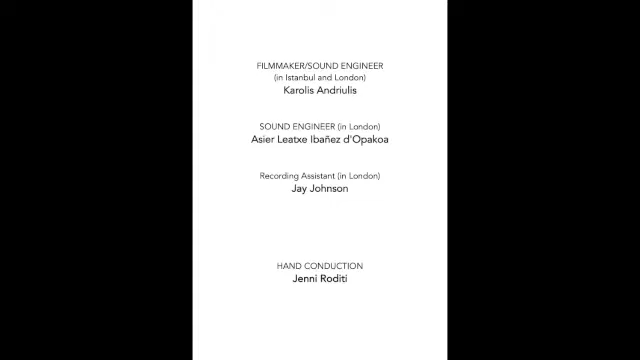 FILMMAKER/SOUND ENGINEER
(in Istanbul and London)
Karolis Andriulis
SOUND ENGINEER (in London)
Asier Leatxe Ibañez d'Opakoa
Recording Assistant (in London)
Jay Johnson
HAND CONDUCTION
Jenni Roditi